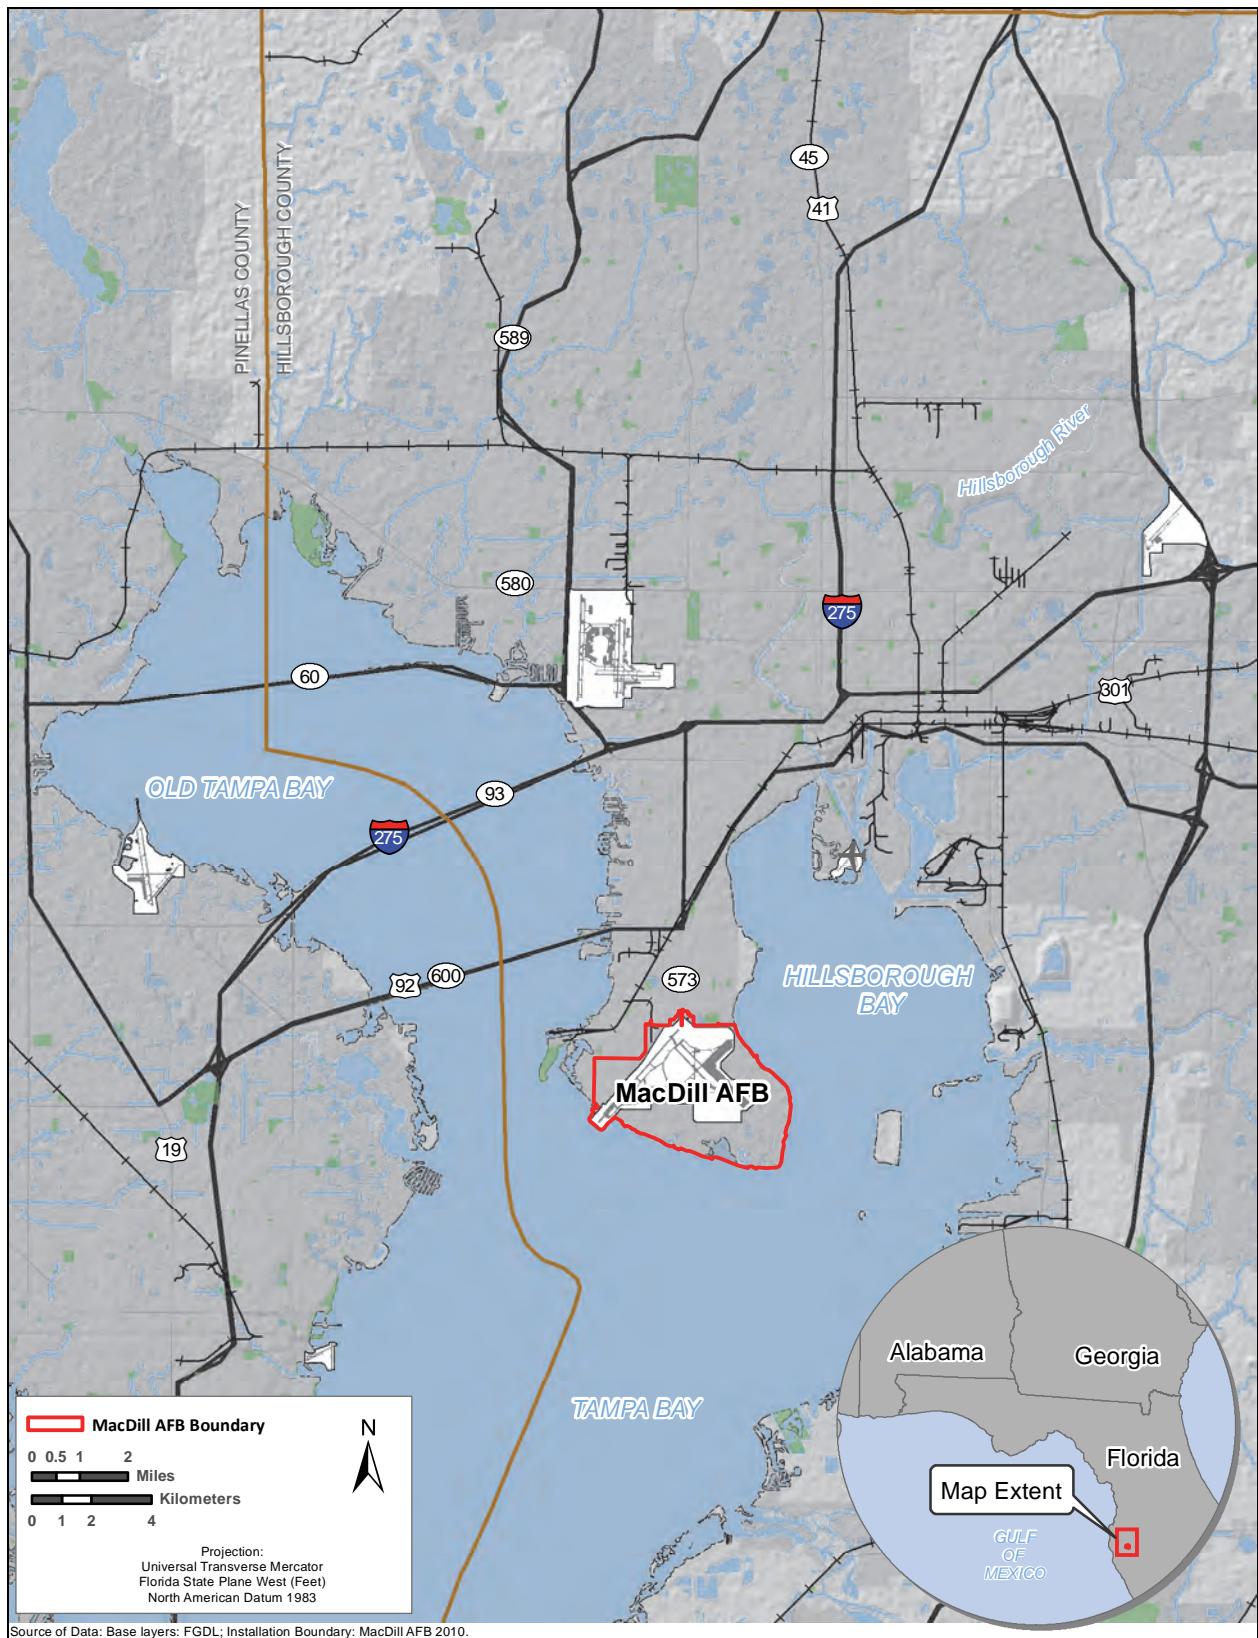 45
41
PINELLAS COUNTY
HILLSBOROUGH COUNTY
589
Hillsborough River
580
275
60
301
OLD TAMPA BAY
93
275
HILLSBOROUGH
BAY
573
92
600
MacDill AFB
19
Alabama
Georgia
TAMPA BAY
Florida
Map Extent
GULF
OF
MEXICO
MacDill AFB Boundary
N
0 0.5 1 2
Miles
Kilometers
0 1 2 4
Projection:
Universal Transverse Mercator
Florida State Plane West (Feet)
North American Datum 1983
Source of Data: Base layers: FGDL; Installation Boundary: MacDill AFB 2010.